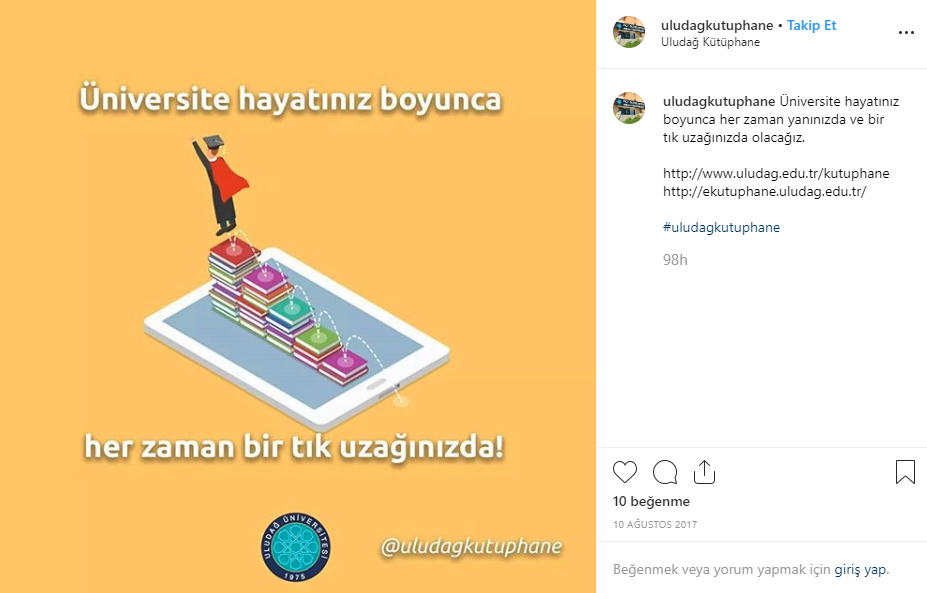 Üniversite hayatınız boyunca
her zaman bir tık uzağınızda!
ULUDAĞ ÜNİVERSİTESİ
1975
@uludagkutuphane
uludagkutuphane • Takip Et
Uludağ Kütüphane
uludagkutuphane Üniversite hayatınız
boyunca her zaman yanınızda ve bir
tık uzağınızda olacağız.
http://www.uludag.edu.tr/kutuphane
http://ekutuphane.uludag.edu.tr/
#uludagkutuphane
98h
10 beğenme
10 AĞUSTOS 2017
Beğenmek veya yorum yapmak için giriş yap.